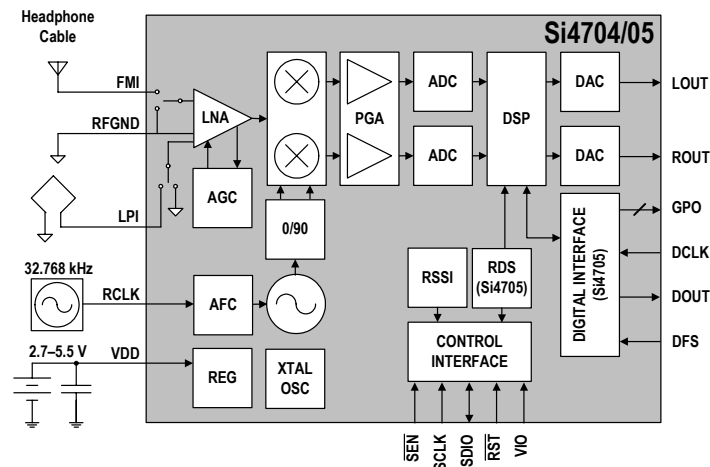 Headphone
Cable
Si4704/05
FMI
RFGND
LPI
LNA
AGC
PGA
ADC
ADC
DSP
DAC
DAC
LOUT
ROUT
GPO
DCLK
DOUT
DFS
0/90
32.768 kHz
RCLK
AFC
RSSI
RDS
(Si4705)
DIGITAL INTERFACE
(Si4705)
2.7–5.5 V
VDD
REG
XTAL
OSC
CONTROL
INTERFACE
SEN
SCLK
SDIO
RST
VIO